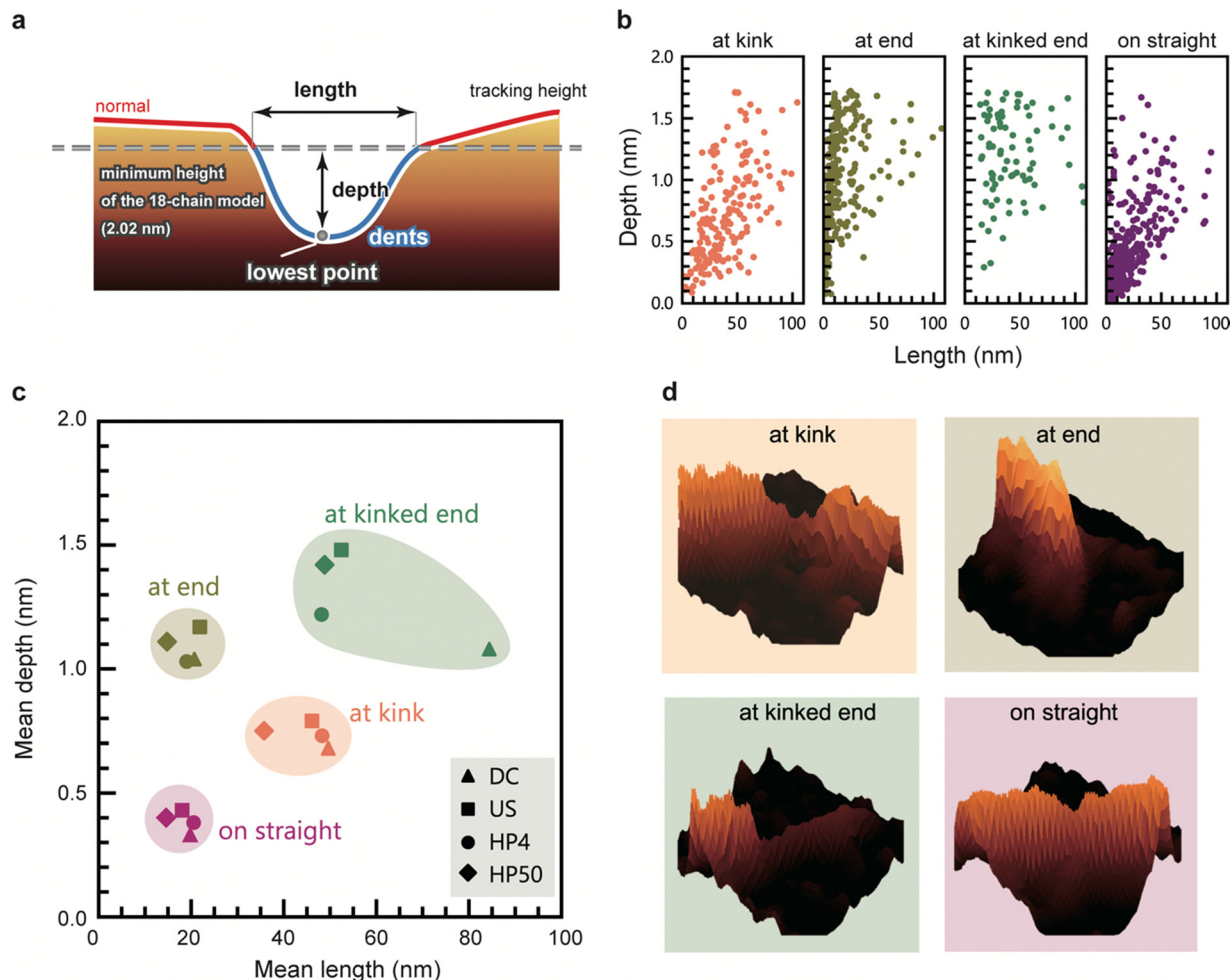 a
normal
length
tracking height
minimum height
of the 18-chain model
(2.02 nm)
depth
dents
lowest point
b
at kink
at end
at kinked end
on straight
2.0
1.5
1.0
0.5
0.0
Depth (nm)
0 50 100
0 50 100
0 50 100
0 50 100
Length (nm)
c
2.0
1.5
1.0
0.5
0.0
Mean depth (nm)
at kinked end
at end
at kink
on straight
DC
US
HP4
HP50
0 20 40 60 80 100
Mean length (nm)
d
at kink
at end
at kinked end
on straight